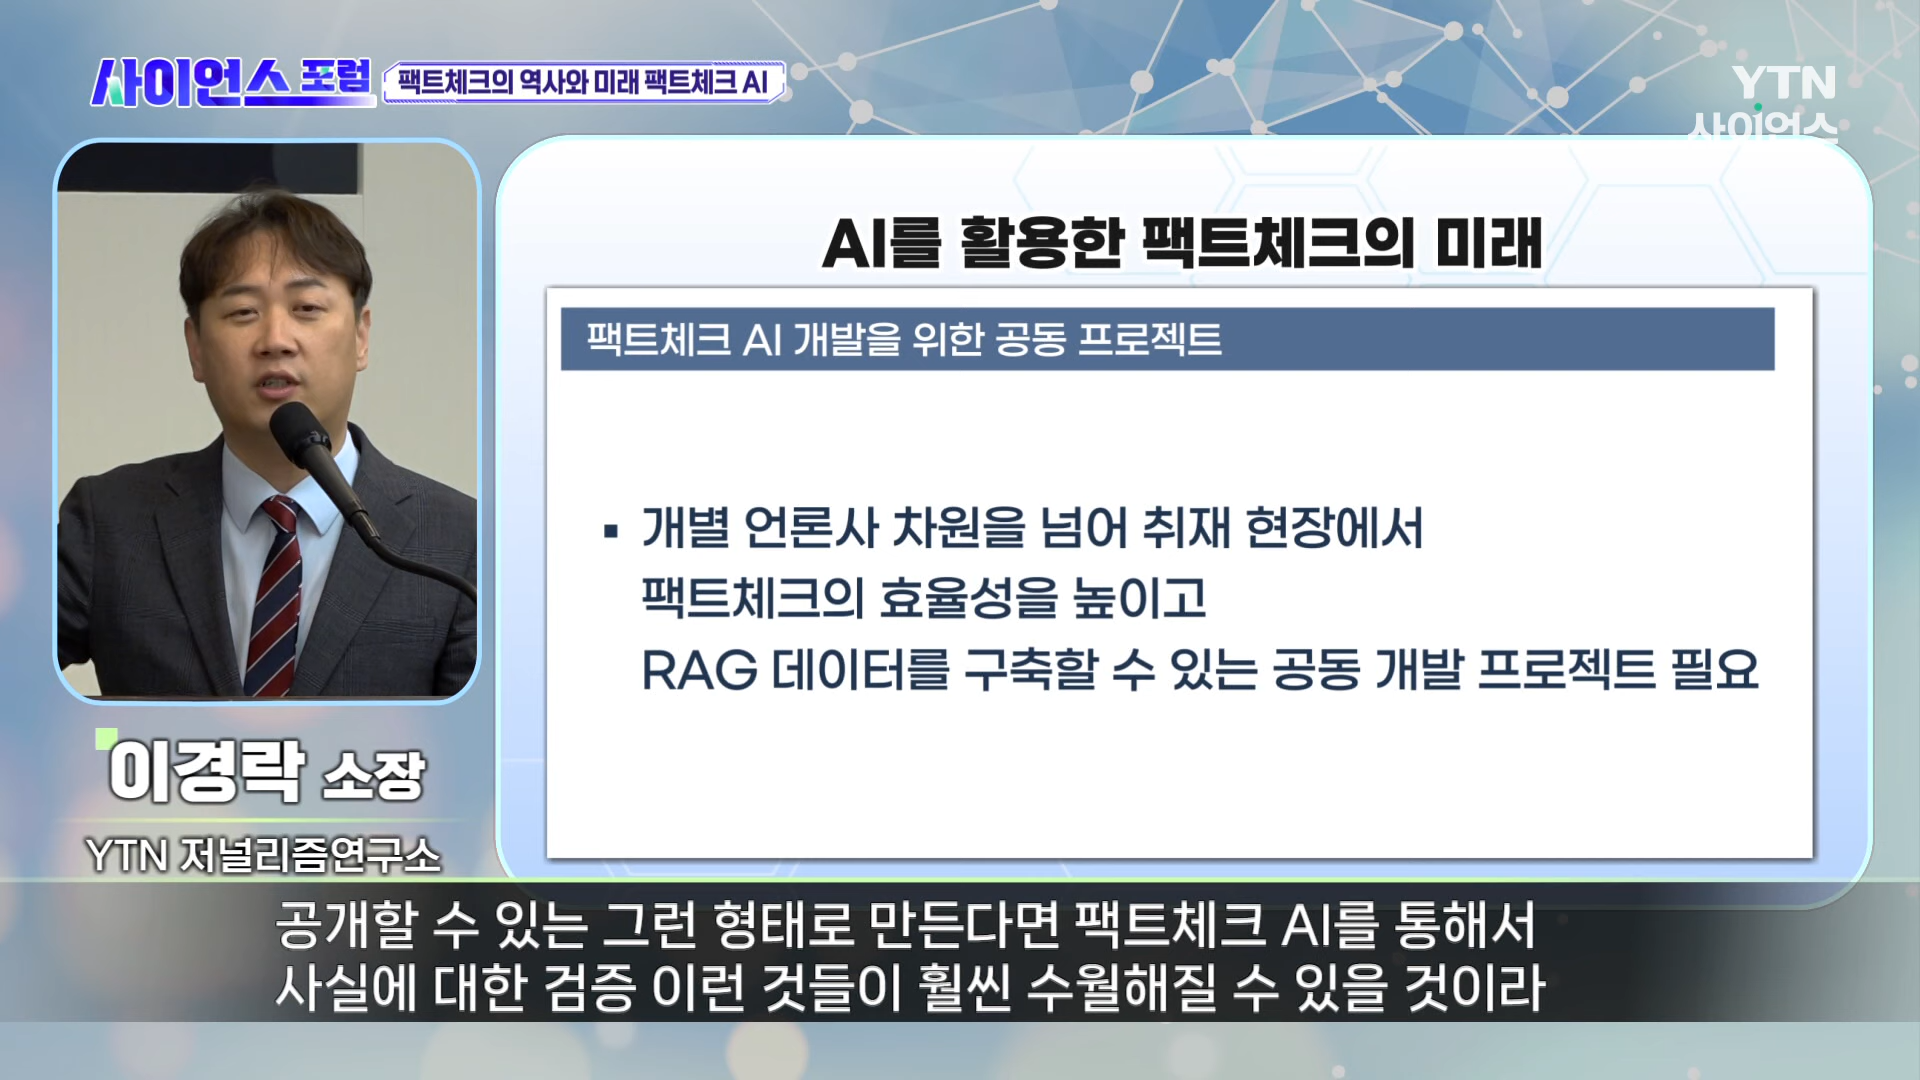 사이언스 포럼 팩트체크의 역사와 미래 팩트체크 AI
YTN
사이언스
AI를 활용한 팩트체크의 미래
팩트체크 AI 개발을 위한 공동 프로젝트
▪ 개별 언론사 차원을 넘어 취재 현장에서
팩트체크의 효율성을 높이고
RAG 데이터를 구축할 수 있는 공동 개발 프로젝트 필요
이경락 소장
YTN 저널리즘연구소
공개할 수 있는 그런 형태로 만든다면 팩트체크 AI를 통해서
사실에 대한 검증 이런 것들이 훨씬 수월해질 수 있을 것이라